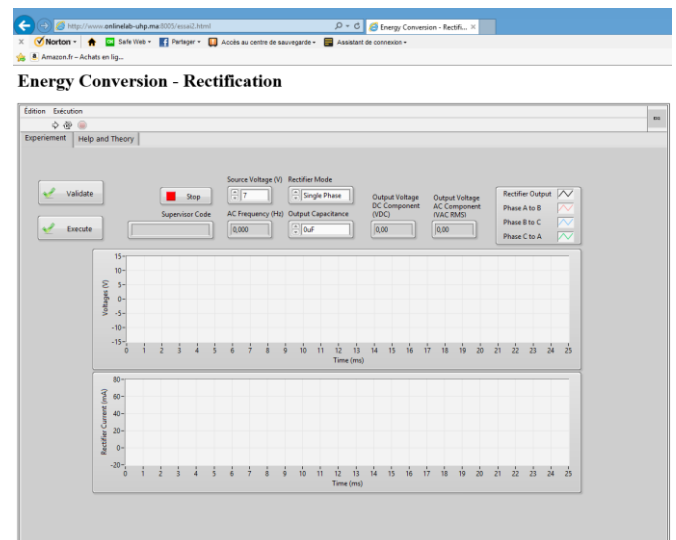 http://www.onlinelab-uhp.ma:8005/essai2.html
Energy Conversion - Rectifi...
x Norton Safe Web Partager Accès au centre de sauvegarde Assistant de connexion
Amazon.fr – Achats en lig...
Energy Conversion - Rectification
Édition Exécution
Experiement Help and Theory
Source Voltage (V) Rectifier Mode
Validate Stop 7 Single Phase Output Voltage DC Component (VDC) Output Voltage AC Component (VAC RMS) Rectifier Output
Phase A to B
Supervisor Code AC Frequency (Hz) Output Capacitance
Phase B to C
Execute 0,000 0uF 0,00 0,00
Phase C to A
Voltages (V)
15
10
5
0
-5
-10
-15
0 1 2 3 4 5 6 7 8 9 10 11 12 13 14 15 16 17 18 19 20 21 22 23 24 25
Time (ms)
Rectifier Current (mA)
80
60
40
20
0
-20
0 1 2 3 4 5 6 7 8 9 10 11 12 13 14 15 16 17 18 19 20 21 22 23 24 25
Time (ms)